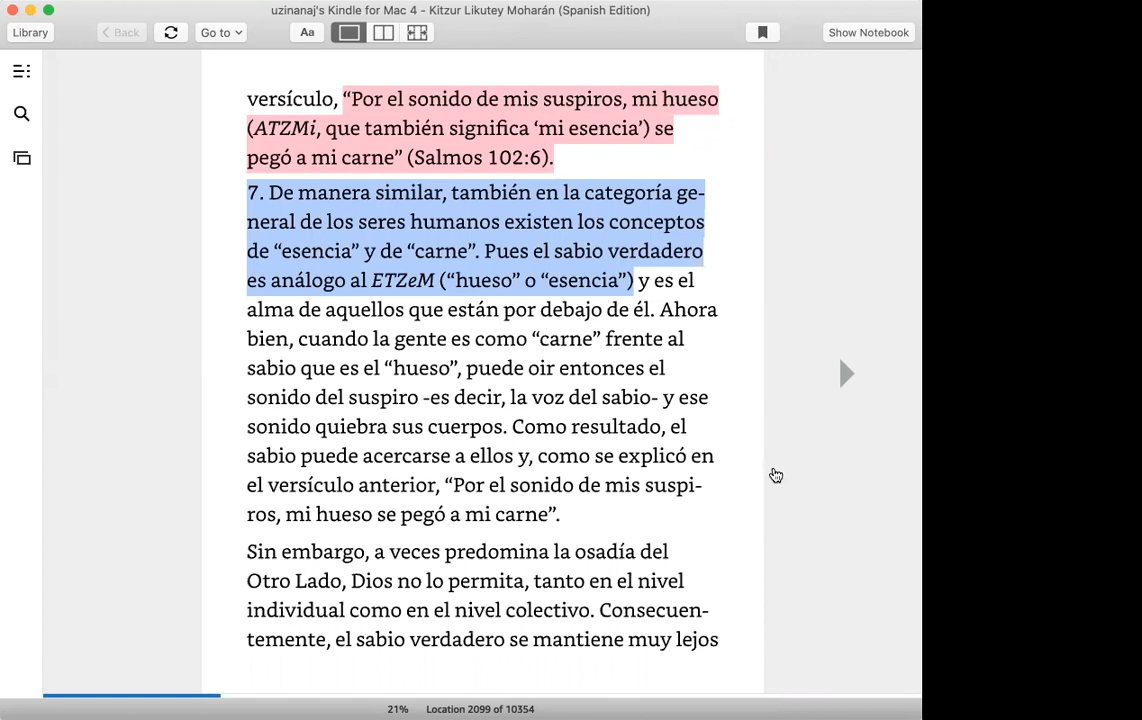 uzinanaj's Kindle for Mac 4 - Kitzur Likutey Moharán (Spanish Edition)
Library
Back
Go to
Aa
Show Notebook
versículo, “Por el sonido de mis suspiros, mi hueso
(ATZMi, que también significa ‘mi esencia’) se
pegó a mi carne” (Salmos 102:6).
7. De manera similar, también en la categoría ge-
neral de los seres humanos existen los conceptos
de “esencia” y de “carne”. Pues el sabio verdadero
es análogo al ETZeM (“hueso” o “esencia”) y es el
alma de aquellos que están por debajo de él. Ahora
bien, cuando la gente es como “carne” frente al
sabio que es el “hueso”, puede oir entonces el
sonido del suspiro -es decir, la voz del sabio- y ese
sonido quiebra sus cuerpos. Como resultado, el
sabio puede acercarse a ellos y, como se explicó en
el versículo anterior, “Por el sonido de mis suspi-
ros, mi hueso se pegó a mi carne”.
Sin embargo, a veces predomina la osadía del
Otro Lado, Dios no lo permita, tanto en el nivel
individual como en el nivel colectivo. Consecuen-
temente, el sabio verdadero se mantiene muy lejos
21%
Location 2099 of 10354